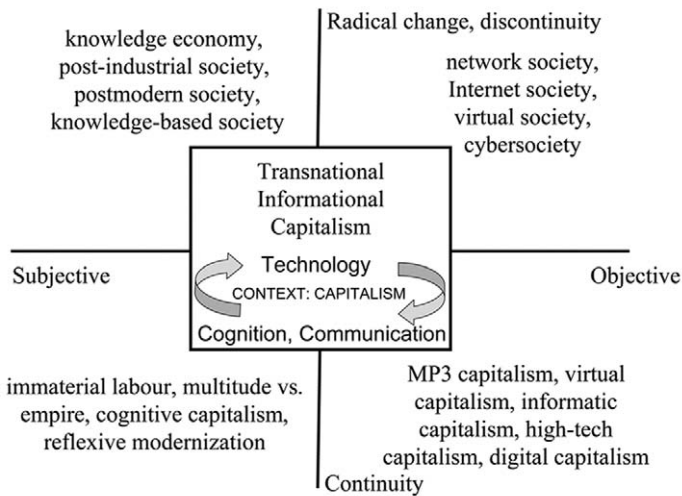 Radical change, discontinuity
knowledge economy,
post-industrial society,
postmodern society,
knowledge-based society
network society,
Internet society,
virtual society,
cybersociety
Transnational
Informational
Capitalism
Technology
CONTEXT: CAPITALISM
Cognition, Communication
Subjective
Objective
immaterial labour, multitude vs.
empire, cognitive capitalism,
reflexive modernization
MP3 capitalism, virtual
capitalism, informatic
capitalism, high-tech
capitalism, digital capitalism
Continuity